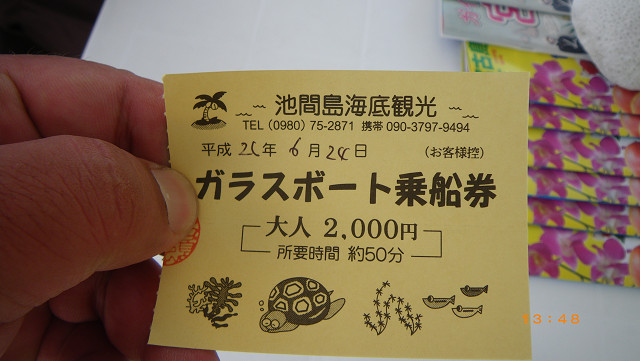 池間島海底観光
TEL (0980) 75-2871 携帯 090-3797-9494
平成 21 年 6 月 24 日 (お客様控)
ガラスボート乗船券
大人 2,000円
所要時間 約50分
13:48